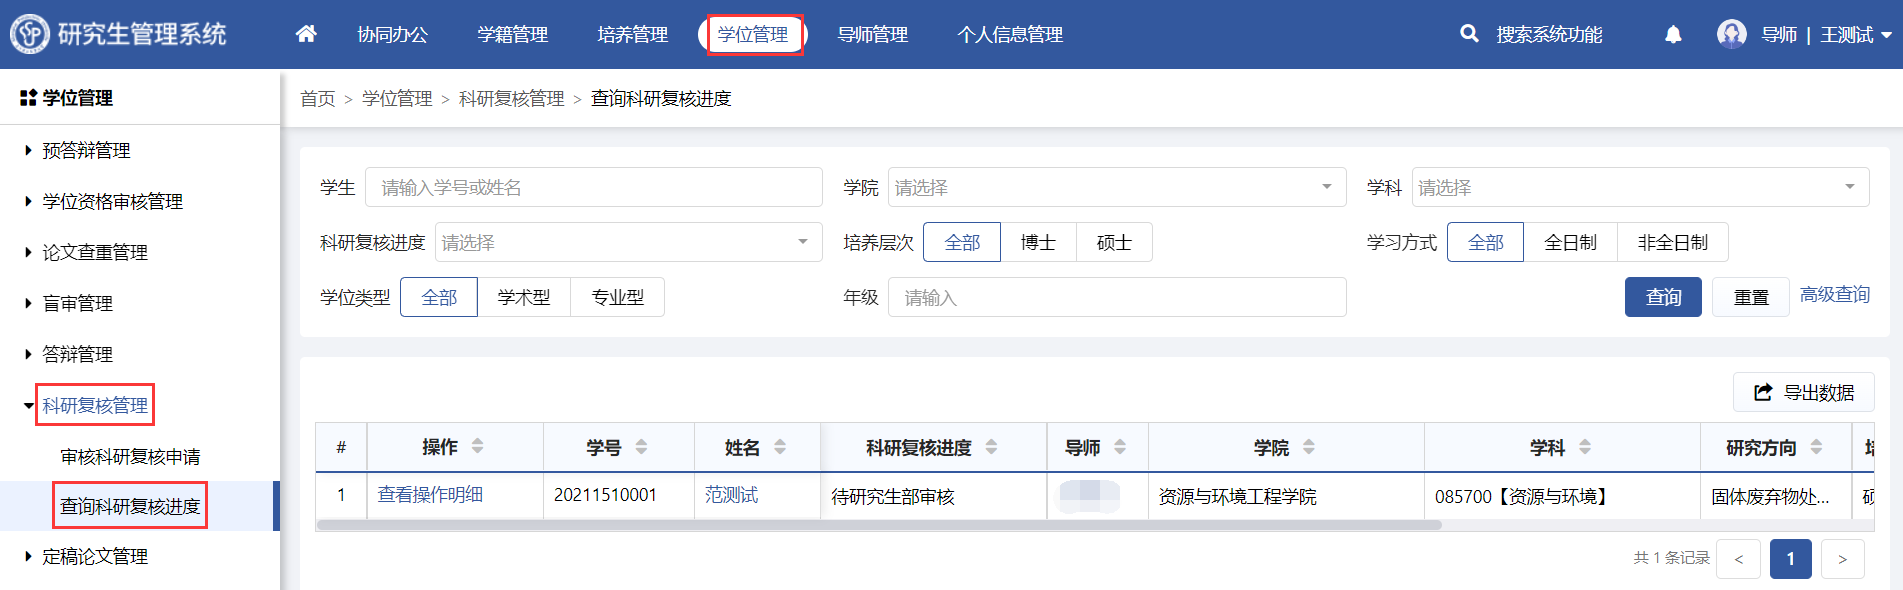 研究生管理系统
协同办公 学籍管理 培养管理 学位管理 导师管理 个人信息管理 搜索系统功能 导师 | 王测试
学位管理
首页 > 学位管理 > 科研复核管理 > 查询科研复核进度
预答辩管理
学位资格审核管理
论文查重管理
盲审管理
答辩管理
科研复核管理
审核科研复核申请
查询科研复核进度
定稿论文管理
学生 请输入学号或姓名 学院 请选择 学科 请选择
科研复核进度 请选择 培养层次 全部 博士 硕士 学习方式 全部 全日制 非全日制
学位类型 全部 学术型 专业型 年级 请输入 查询 重置 高级查询
导出数据
# 操作 学号 姓名 科研复核进度 导师 学院 学科 研究方向
1 查看操作明细 20211510001 范测试 待研究生部审核 资源与环境工程学院 085700【资源与环境】 固体废弃物处...
共 1 条记录 < 1 >